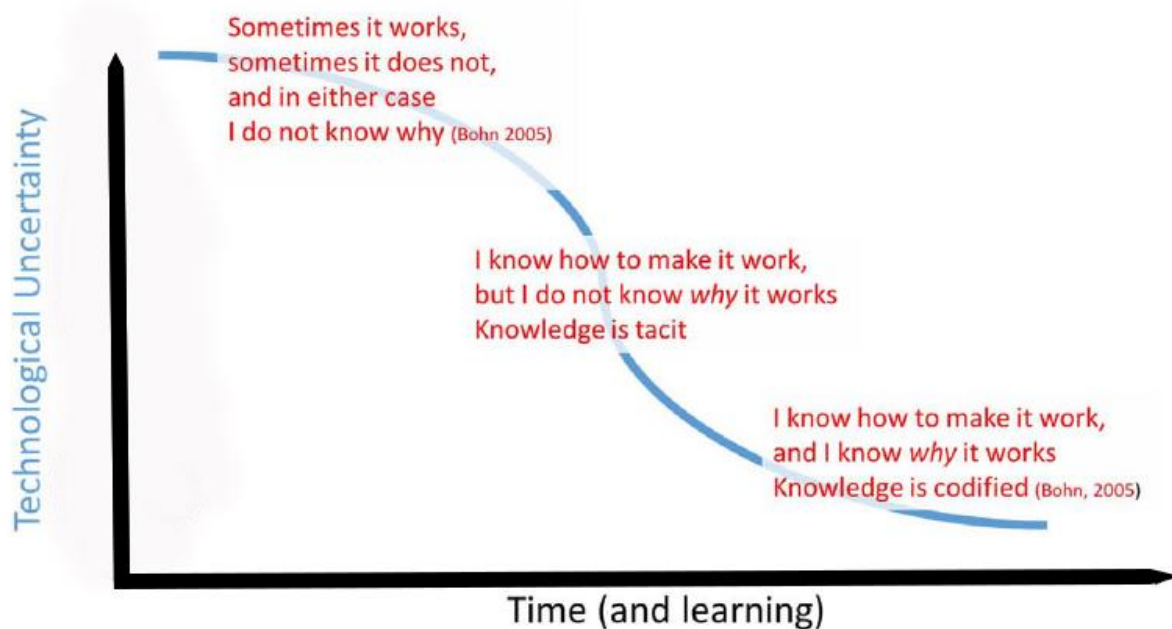 Sometimes it works,
sometimes it does not,
and in either case
I do not know why (Bohn 2005)
Technological Uncertainty
I know how to make it work,
but I do not know why it works
Knowledge is tacit
I know how to make it work,
and I know why it works
Knowledge is codified (Bohn, 2005)
Time (and learning)